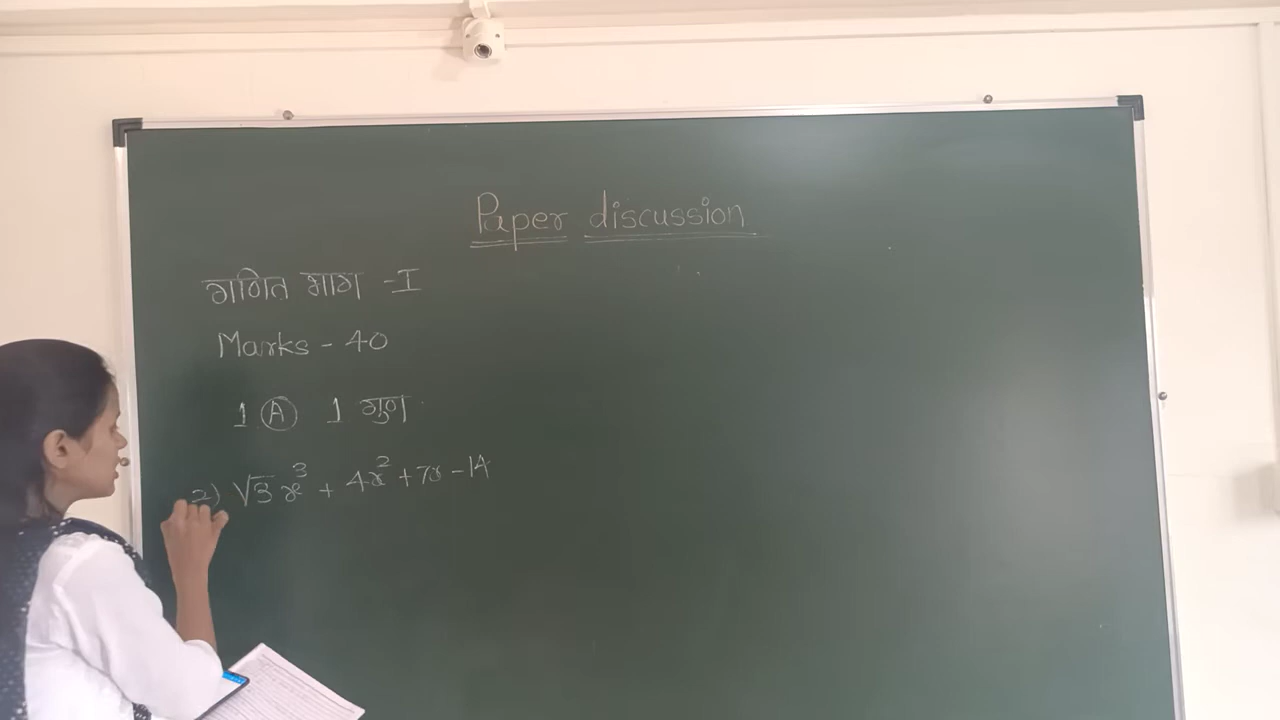 Paper discussion
गणित भाग - I
Marks - 40
1 (A) 1 गुण
2) √3 x³ + 4x² + 7x - 14